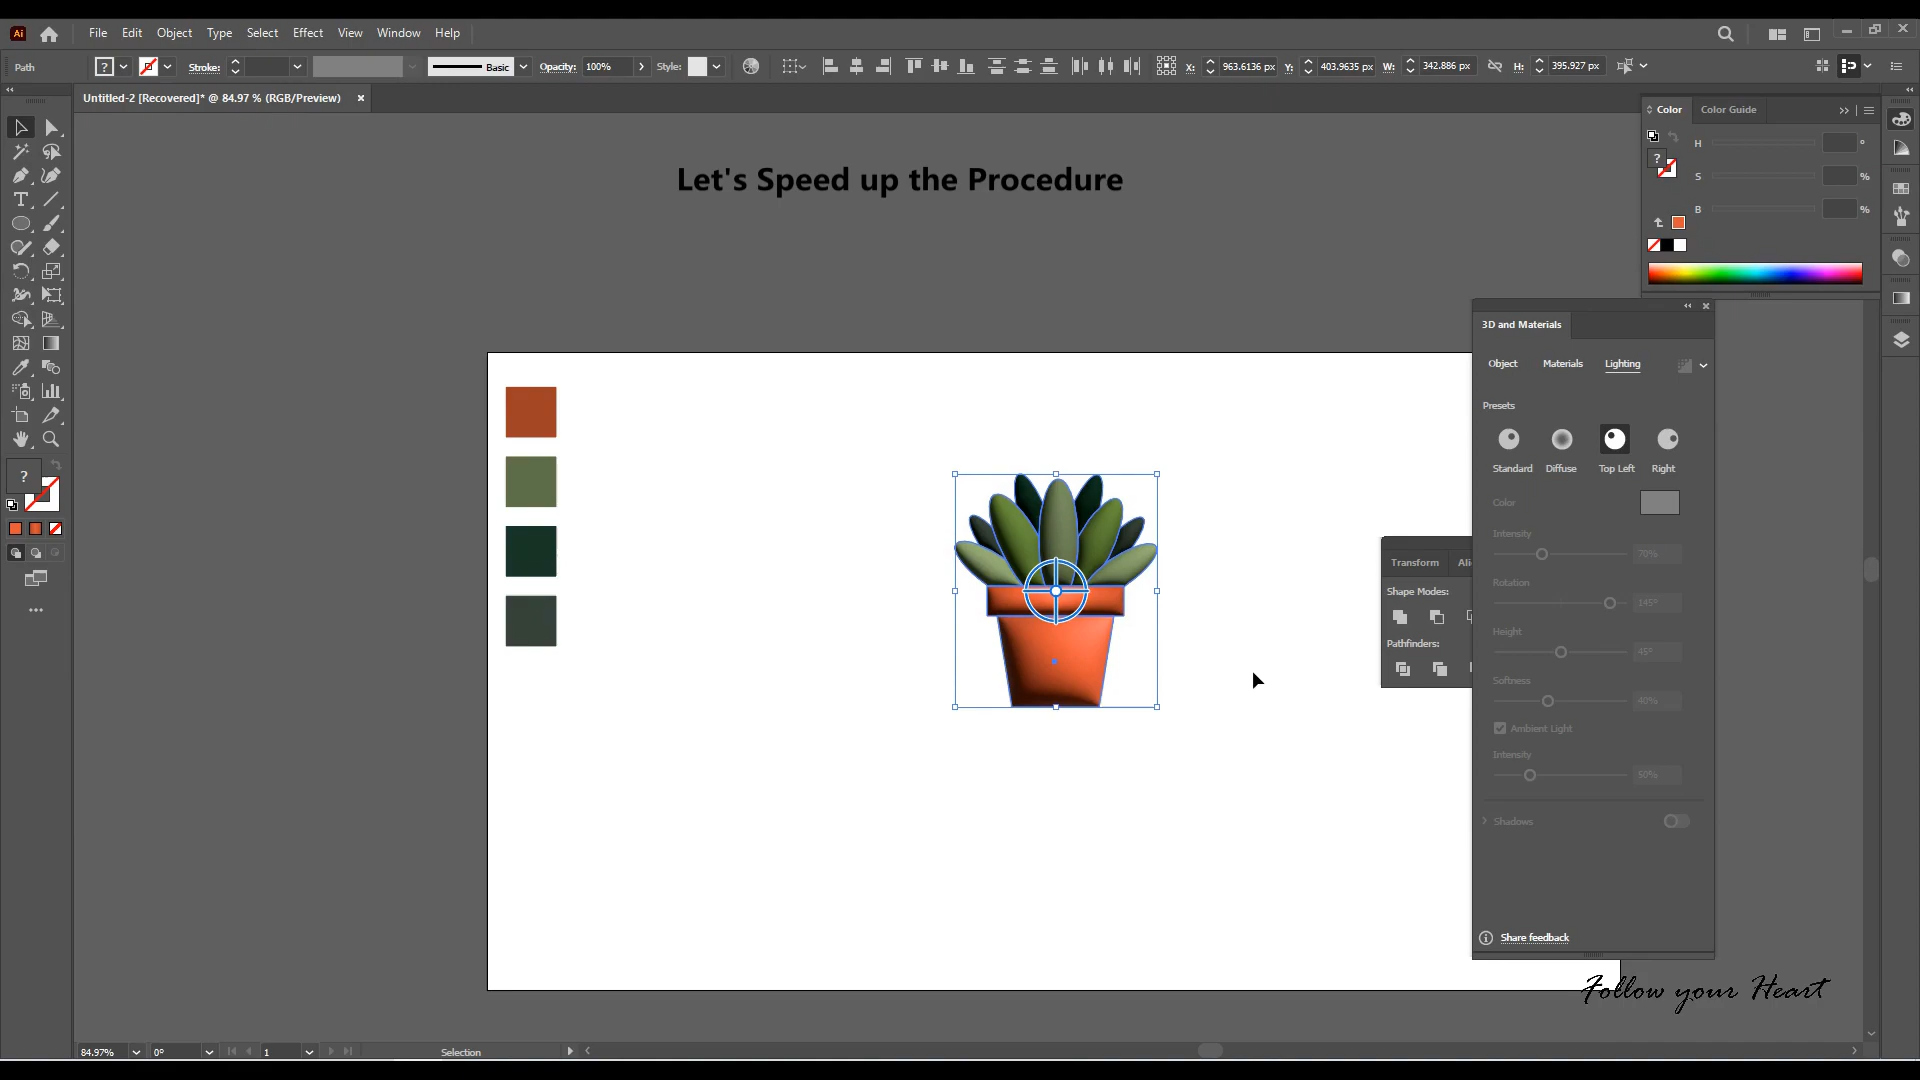 Ai
File Edit Object Type Select Effect View Window Help
Path ? Stroke: Basic Opacity: 100% Style: X: 963.6136 px Y: 403.9635 px W: 342.886 px H: 395.927 px
Untitled-2 [Recovered]* @ 84.97 % (RGB/Preview) ×
Color Color Guide
H °
S %
B %
?
Let's Speed up the Procedure
3D and Materials
Object Materials Lighting
Presets
Standard Diffuse Top Left Right
Color
Intensity
70%
Rotation
145°
Height
45°
Softness
40%
Ambient Light
Intensity
50%
Shadows
Share feedback
Transform Ali
Shape Modes:
Pathfinders:
?
Follow your Heart
84.97% 0° 1 Selection